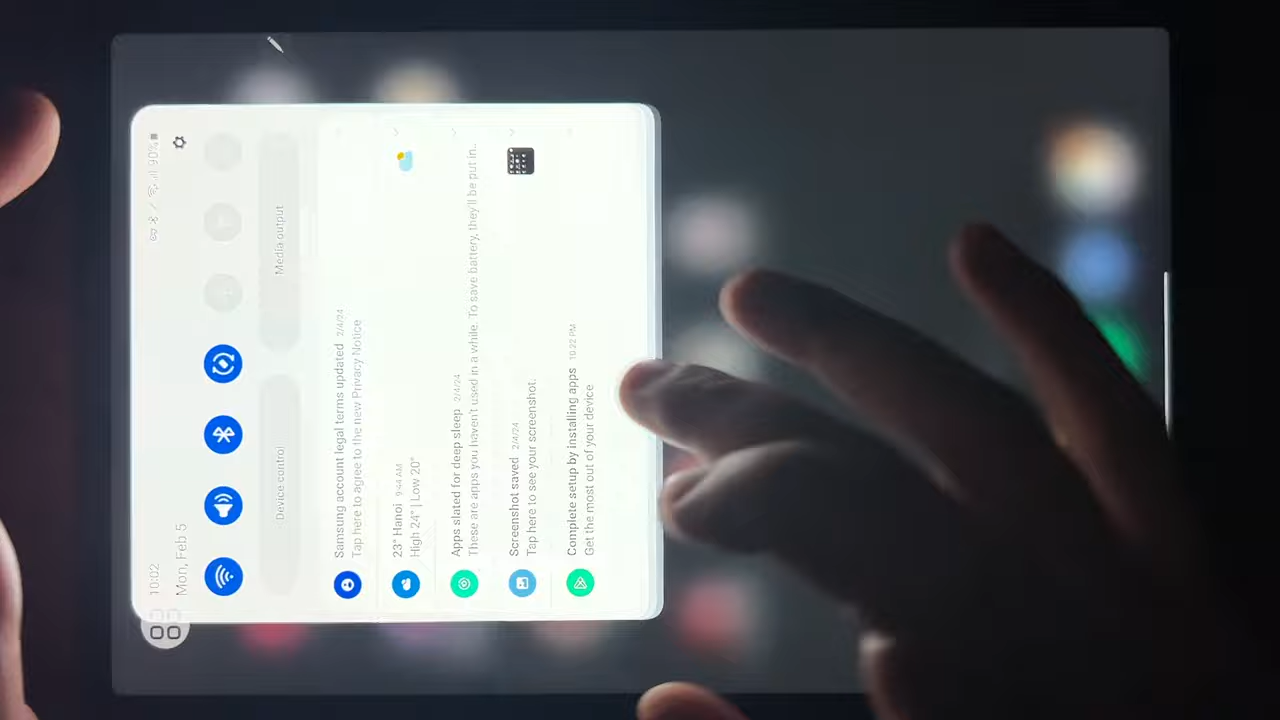 90%
10:02
Mon, Feb 5
Device control
Media output
Samsung account legal terms updated 2/4/24
Tap here to agree to the new Privacy Notice
23° Hanoi 9:44 AM
High 24° | Low 20°
Apps slated for deep sleep 2/4/24
These are apps you haven't used in a while. To save battery, they'll be put in...
Screenshot saved 2/4/24
Tap here to see your screenshot.
Complete setup by installing apps 10:22 PM
Get the most out of your device